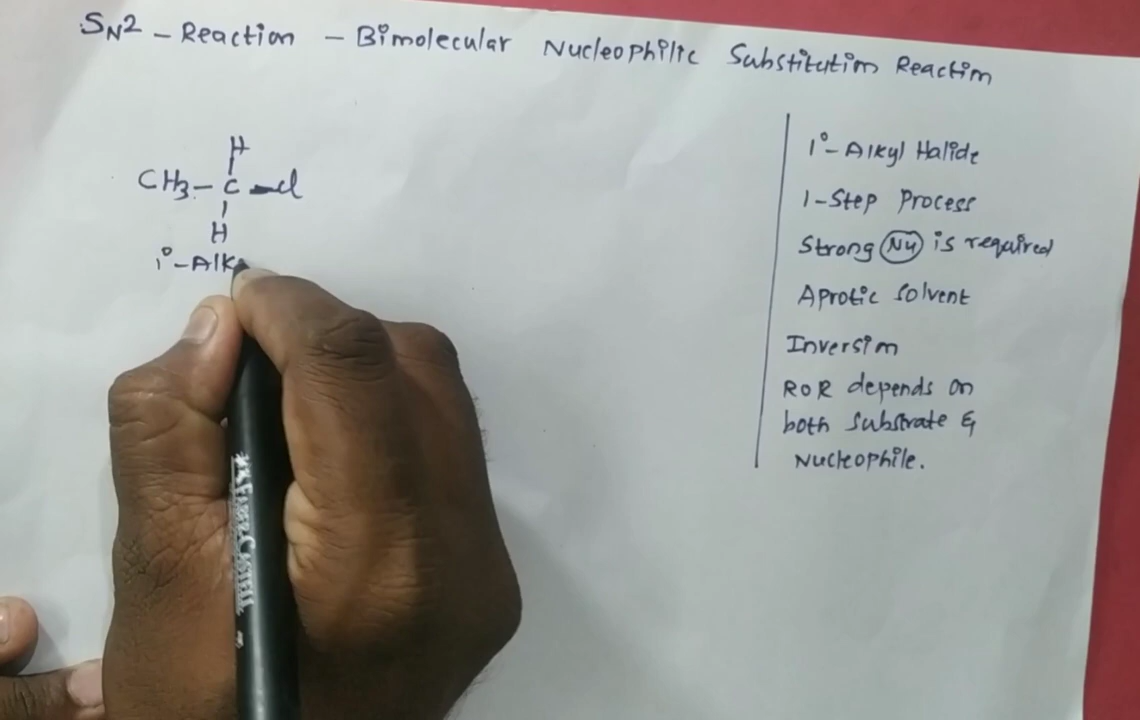 SN2 - Reaction - Bimolecular Nucleophilic Substitution Reaction
H
CH3 - C - Cl
H
1° - Alk
1° - Alkyl Halide
1 - Step Process
Strong Nu is required
Aprotic Solvent
Inversion
ROR depends on
both Substrate &
Nucleophile.